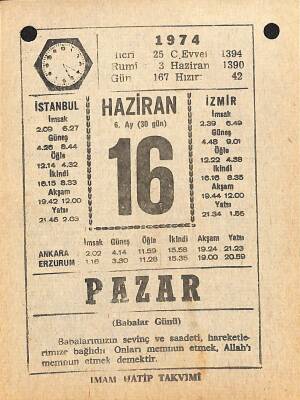 1974
Hicri 25 C.Evvel 1394
Rumi 3 Haziran 1390
Gün 167 Hızır 42
İSTANBUL
İmsak
2.09 6.27
Güneş
4.26 8.44
Öğle
12.14 4.32
İkindi
16.15 8.33
Akşam
19.42 12.00
Yatsı
21.45 2.03
HAZİRAN
6. Ay (30 gün)
16
İZMİR
İmsak
2.39 6.49
Güneş
4.48 9.01
Öğle
12.22 4.38
İkindi
16.19 8.35
Akşam
19.44 12.00
Yatsı
21.34 1.55
İmsak Güneş Öğle İkindi Akşam Yatsı
ANKARA 2.02 4.14 11.59 15.58 19.24 21.23
ERZURUM 1.16 3.30 11.28 15.35 19.00 20.59
PAZAR
(Babalar Günü)
Babalarımızın sevinç ve saadeti, hareketle-
rimize bağlıdır. Onları memnun etmek, Allah'ı
memnun etmek demektir.
İMAM HATİP TAKVİMİ